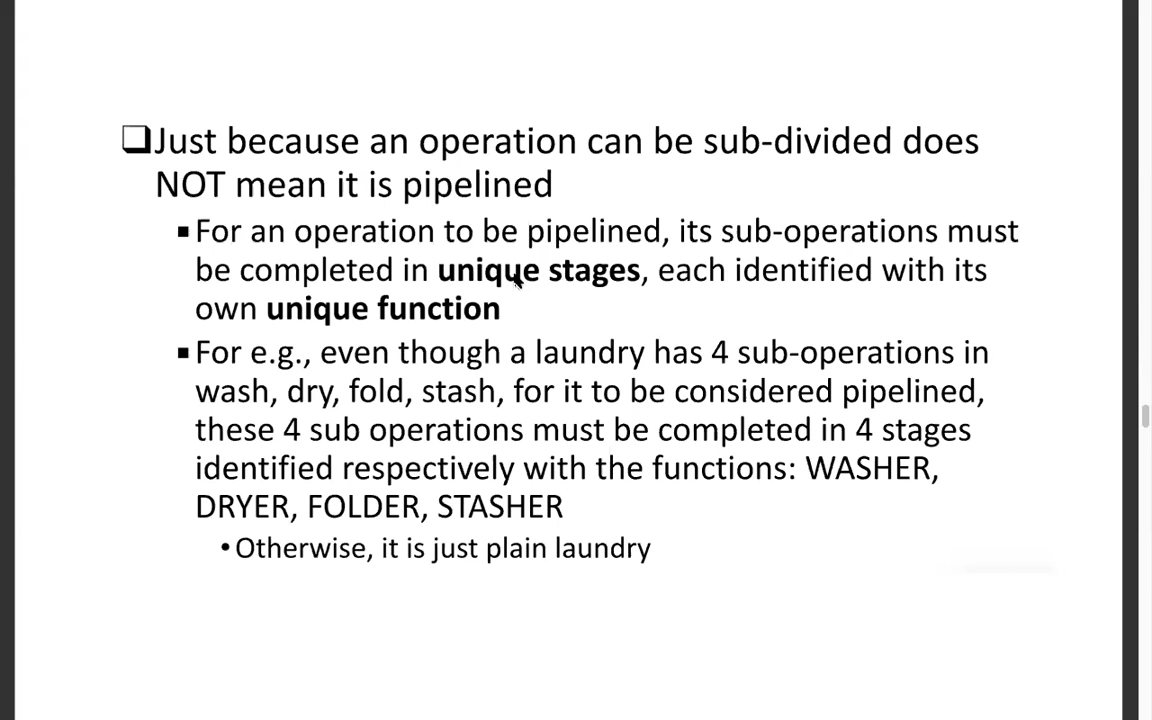 ❑Just because an operation can be sub-divided does
NOT mean it is pipelined
▪For an operation to be pipelined, its sub-operations must
be completed in unique stages, each identified with its
own unique function
▪For e.g., even though a laundry has 4 sub-operations in
wash, dry, fold, stash, for it to be considered pipelined,
these 4 sub operations must be completed in 4 stages
identified respectively with the functions: WASHER,
DRYER, FOLDER, STASHER
•Otherwise, it is just plain laundry